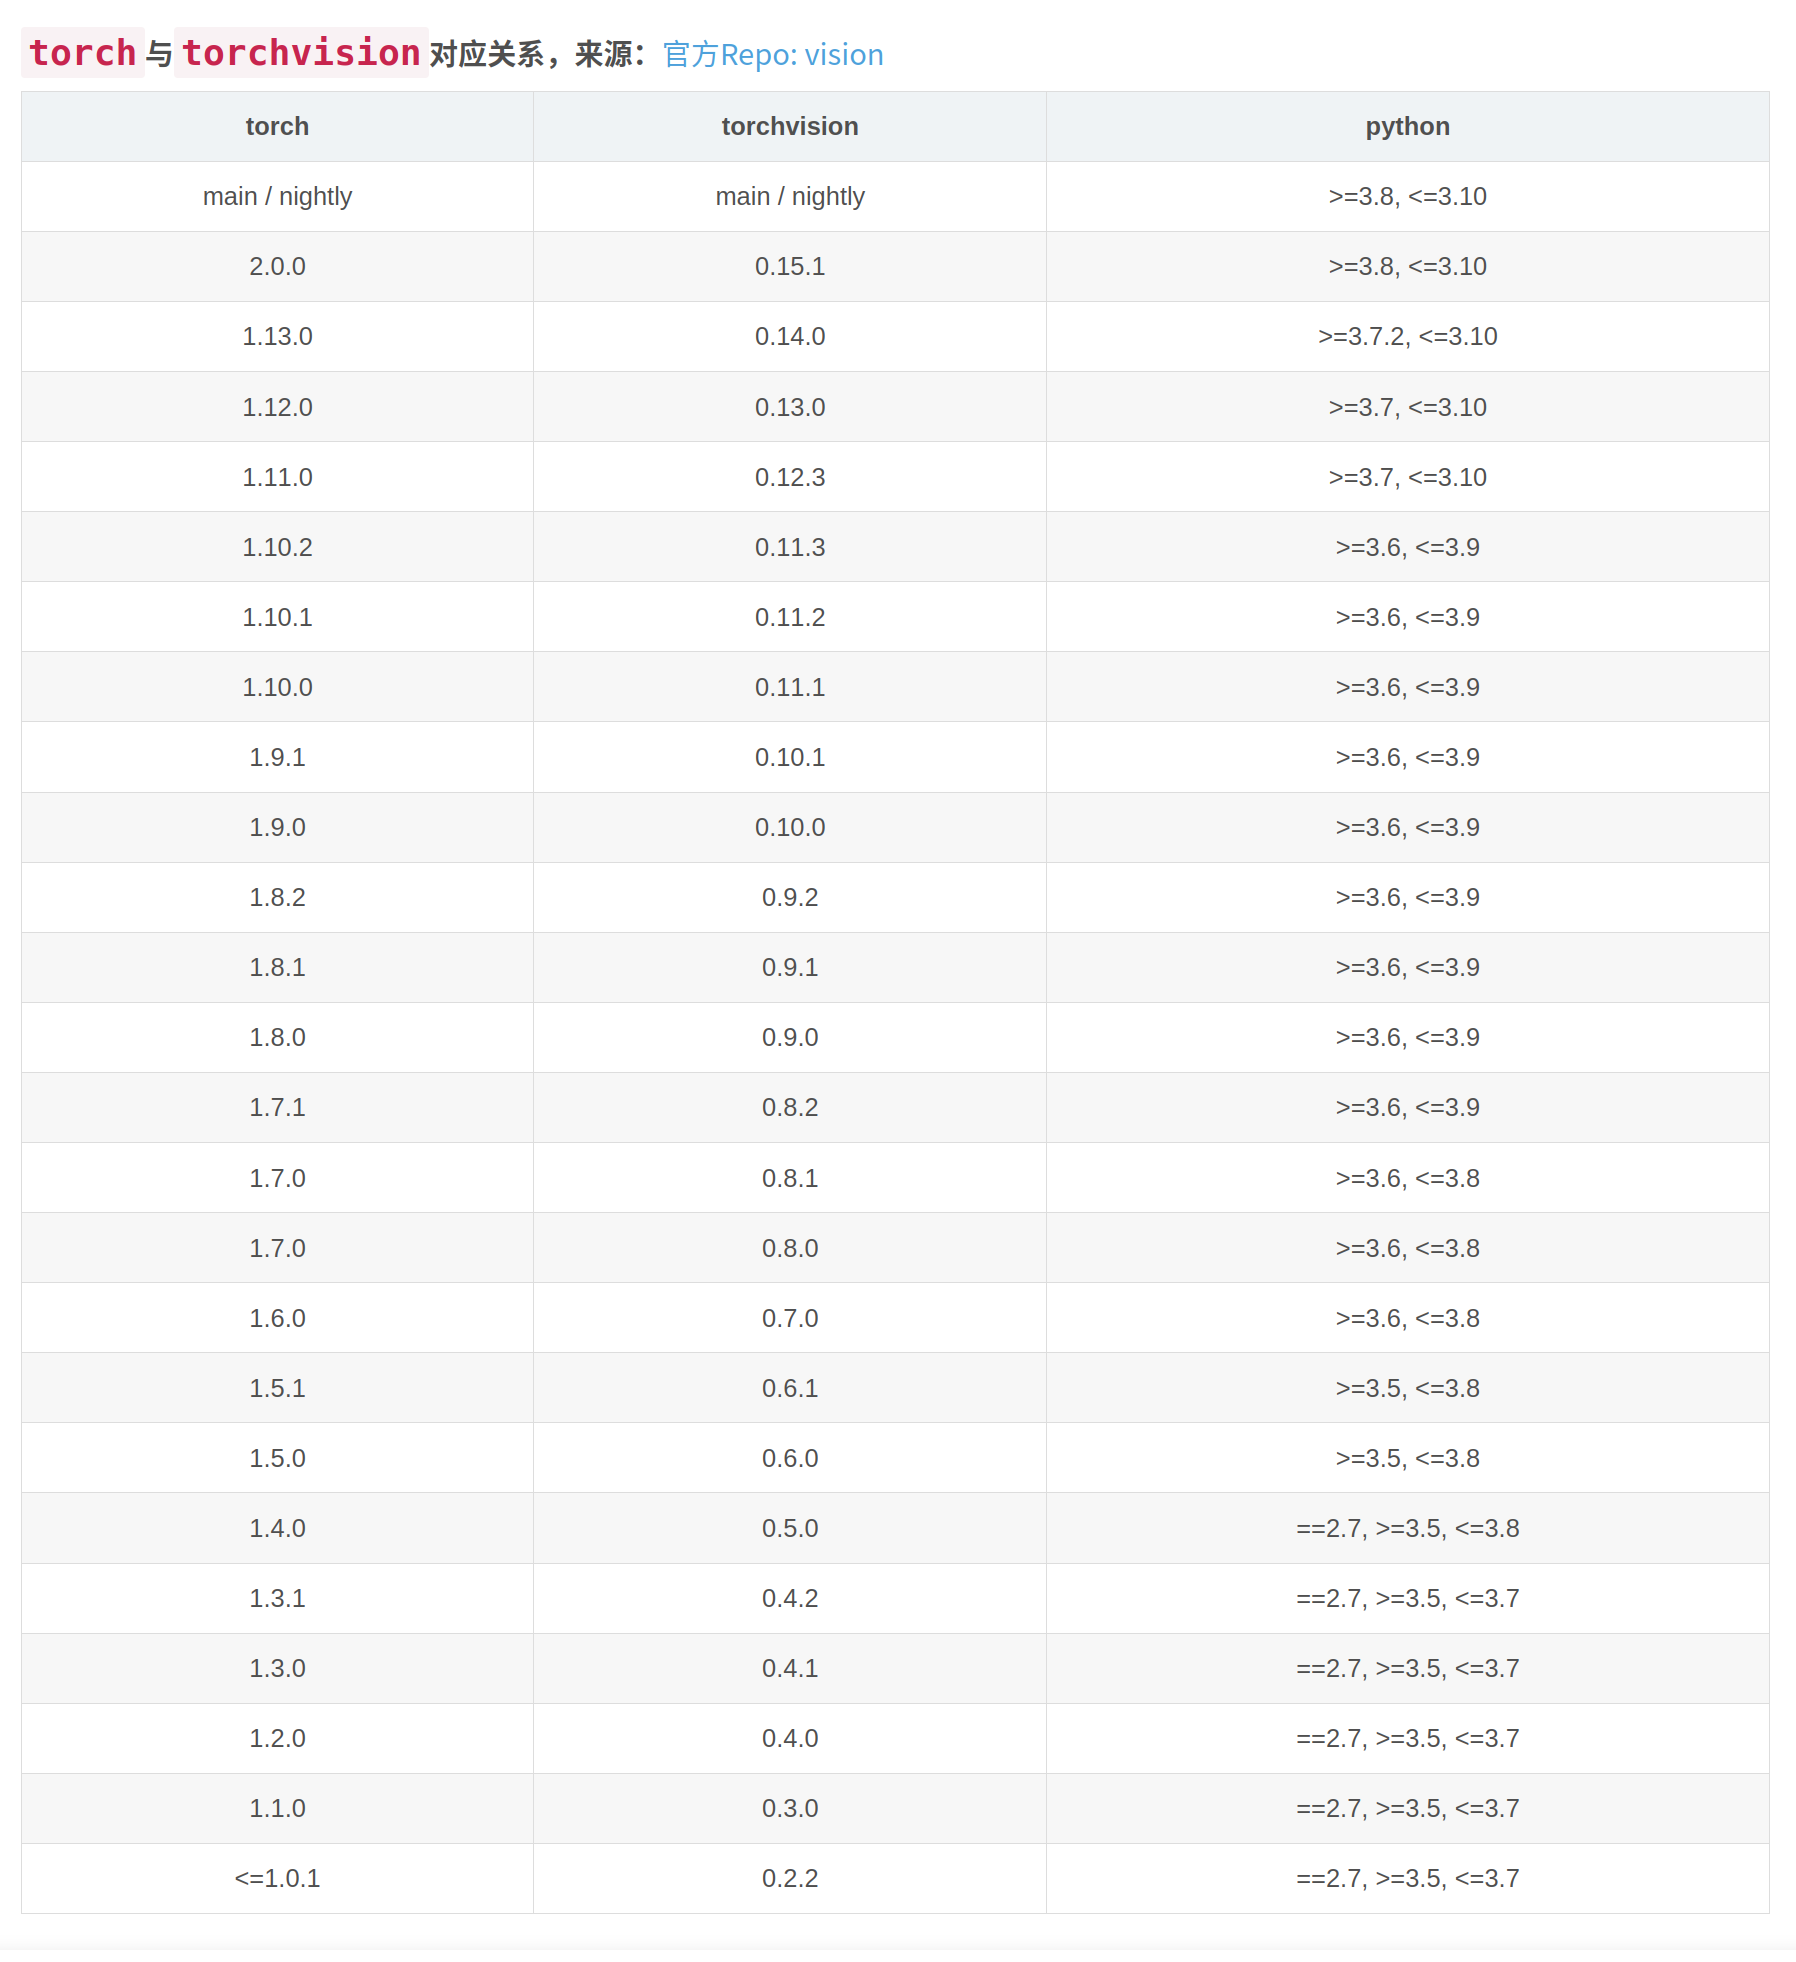 torch与torchvision对应关系，来源：官方Repo: vision
torch torchvision python
main / nightly main / nightly >=3.8, <=3.10
2.0.0 0.15.1 >=3.8, <=3.10
1.13.0 0.14.0 >=3.7.2, <=3.10
1.12.0 0.13.0 >=3.7, <=3.10
1.11.0 0.12.3 >=3.7, <=3.10
1.10.2 0.11.3 >=3.6, <=3.9
1.10.1 0.11.2 >=3.6, <=3.9
1.10.0 0.11.1 >=3.6, <=3.9
1.9.1 0.10.1 >=3.6, <=3.9
1.9.0 0.10.0 >=3.6, <=3.9
1.8.2 0.9.2 >=3.6, <=3.9
1.8.1 0.9.1 >=3.6, <=3.9
1.8.0 0.9.0 >=3.6, <=3.9
1.7.1 0.8.2 >=3.6, <=3.9
1.7.0 0.8.1 >=3.6, <=3.8
1.7.0 0.8.0 >=3.6, <=3.8
1.6.0 0.7.0 >=3.6, <=3.8
1.5.1 0.6.1 >=3.5, <=3.8
1.5.0 0.6.0 >=3.5, <=3.8
1.4.0 0.5.0 ==2.7, >=3.5, <=3.8
1.3.1 0.4.2 ==2.7, >=3.5, <=3.7
1.3.0 0.4.1 ==2.7, >=3.5, <=3.7
1.2.0 0.4.0 ==2.7, >=3.5, <=3.7
1.1.0 0.3.0 ==2.7, >=3.5, <=3.7
<=1.0.1 0.2.2 ==2.7, >=3.5, <=3.7